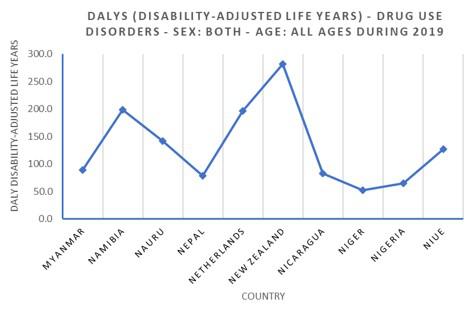 DALYS (DISABILITY-ADJUSTED LIFE YEARS) - DRUG USE
DISORDERS - SEX: BOTH - AGE: ALL AGES DURING 2019
DALY DISABILITY-ADJUSTED LIFE YEARS
300.0
250.0
200.0
150.0
100.0
50.0
0.0
MYANMAR
NAMIBIA
NAURU
NEPAL
NETHERLANDS
NEW ZEALAND
NICARAGUA
NIGER
NIGERIA
NIUE
COUNTRY